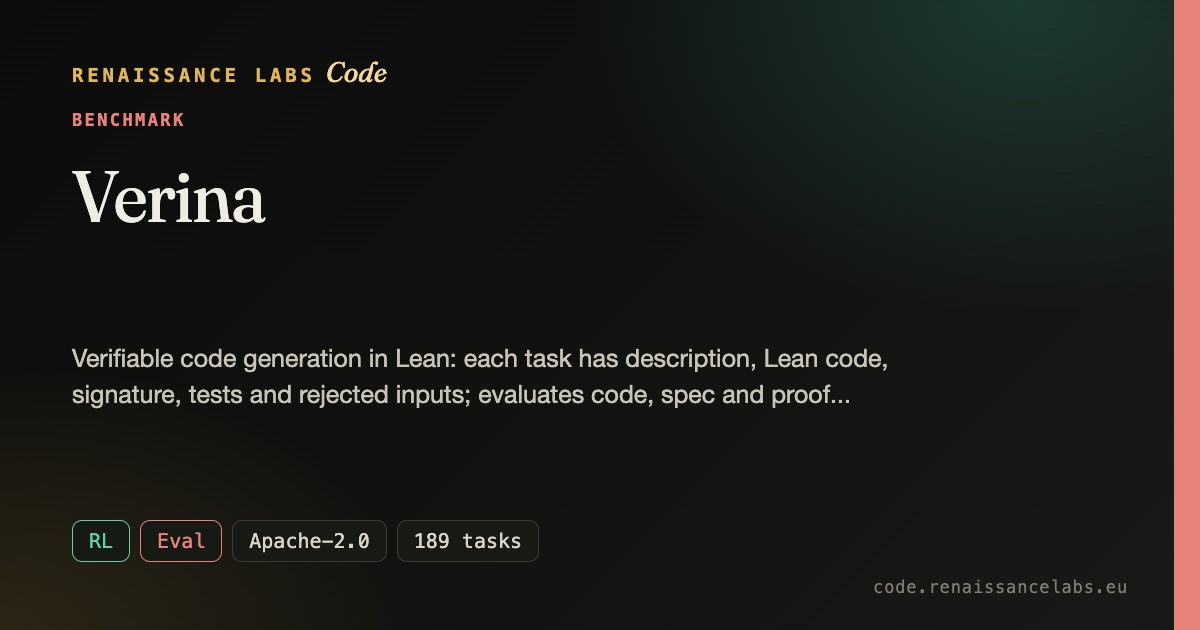 RENAISSANCE LABS Code
BENCHMARK
Verina
Verifiable code generation in Lean: each task has description, Lean code,
signature, tests and rejected inputs; evaluates code, spec and proof...
RL Eval Apache-2.0 189 tasks
code.renaissancelabs.eu